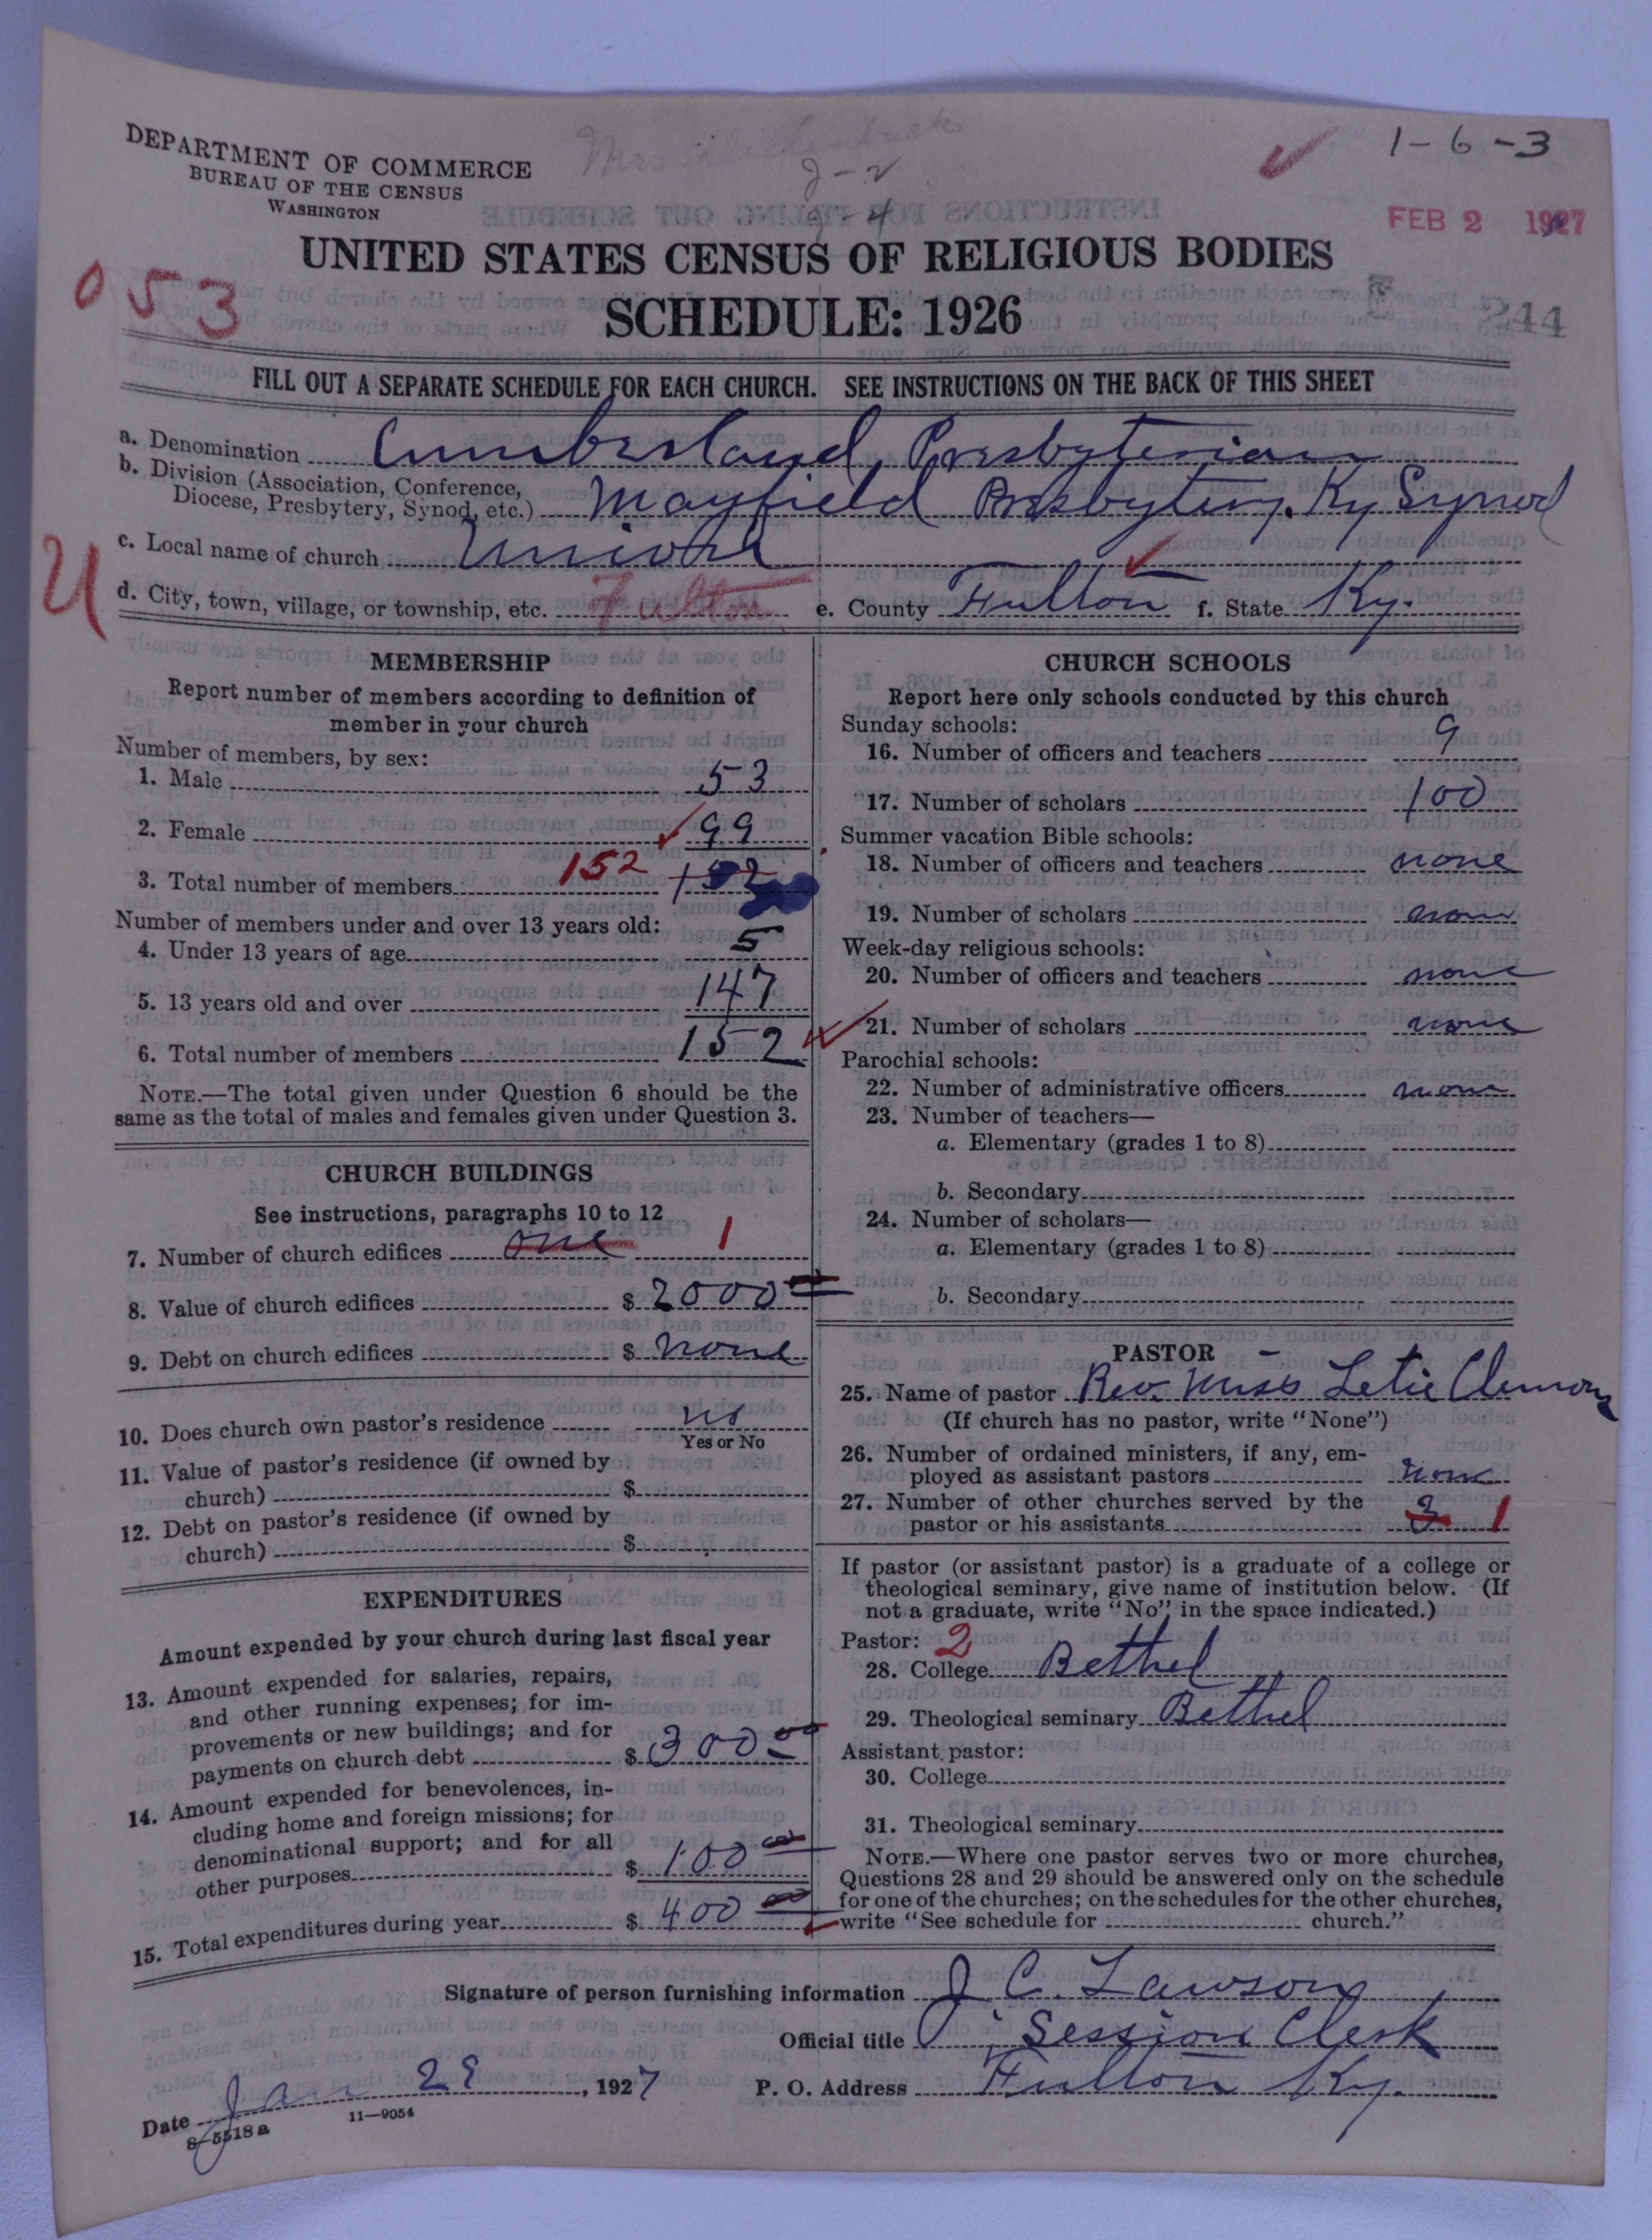 DEPARTMENT OF COMMERCE
BUREAU OF THE CENSUS
WASHINGTON
2-2
2-4
1-6-3
FEB 2 1927
053
UNITED STATES CENSUS OF RELIGIOUS BODIES
SCHEDULE: 1926
244
FILL OUT A SEPARATE SCHEDULE FOR EACH CHURCH. SEE INSTRUCTIONS ON THE BACK OF THIS SHEET
a. Denomination Cumberland Presbyterian
b. Division (Association, Conference,
Diocese, Presbytery, Synod, etc.) Mayfield Presbytery. Ky Synod
c. Local name of church Union
U
d. City, town, village, or township, etc. Fulton e. County Fulton f. State Ky.
MEMBERSHIP
Report number of members according to definition of
member in your church
Number of members, by sex:
1. Male 53
2. Female 99
3. Total number of members 152 152
Number of members under and over 13 years old:
4. Under 13 years of age 5
5. 13 years old and over 147
6. Total number of members 152
NOTE.—The total given under Question 6 should be the
same as the total of males and females given under Question 3.
CHURCH BUILDINGS
See instructions, paragraphs 10 to 12
7. Number of church edifices one 1
8. Value of church edifices $ 2000
9. Debt on church edifices $ none
10. Does church own pastor's residence no
Yes or No
11. Value of pastor's residence (if owned by
church) $
12. Debt on pastor's residence (if owned by
church) $
EXPENDITURES
Amount expended by your church during last fiscal year
13. Amount expended for salaries, repairs,
and other running expenses; for im-
provements or new buildings; and for
payments on church debt $ 300 00
14. Amount expended for benevolences, in-
cluding home and foreign missions; for
denominational support; and for all
other purposes $ 100 00
15. Total expenditures during year $ 400 00
CHURCH SCHOOLS
Report here only schools conducted by this church
Sunday schools:
16. Number of officers and teachers 9
17. Number of scholars 100
Summer vacation Bible schools:
18. Number of officers and teachers none
19. Number of scholars none
Week-day religious schools:
20. Number of officers and teachers none
21. Number of scholars none
Parochial schools:
22. Number of administrative officers none
23. Number of teachers—
a. Elementary (grades 1 to 8)
b. Secondary
24. Number of scholars—
a. Elementary (grades 1 to 8)
b. Secondary
PASTOR
25. Name of pastor Rev. Miss Letie Clemons
(If church has no pastor, write "None")
26. Number of ordained ministers, if any, em-
ployed as assistant pastors none
27. Number of other churches served by the
pastor or his assistants 3 1
If pastor (or assistant pastor) is a graduate of a college or
theological seminary, give name of institution below. (If
not a graduate, write "No" in the space indicated.)
Pastor: 2
28. College Bethel
29. Theological seminary Bethel
Assistant pastor:
30. College
31. Theological seminary
NOTE.—Where one pastor serves two or more churches,
Questions 28 and 29 should be answered only on the schedule
for one of the churches; on the schedules for the other churches,
write "See schedule for church."
Signature of person furnishing information J. C. Lawson
Official title Session Clerk
Date Jan 29, 1927 P. O. Address Fulton Ky.
8-5518 a 11-9054